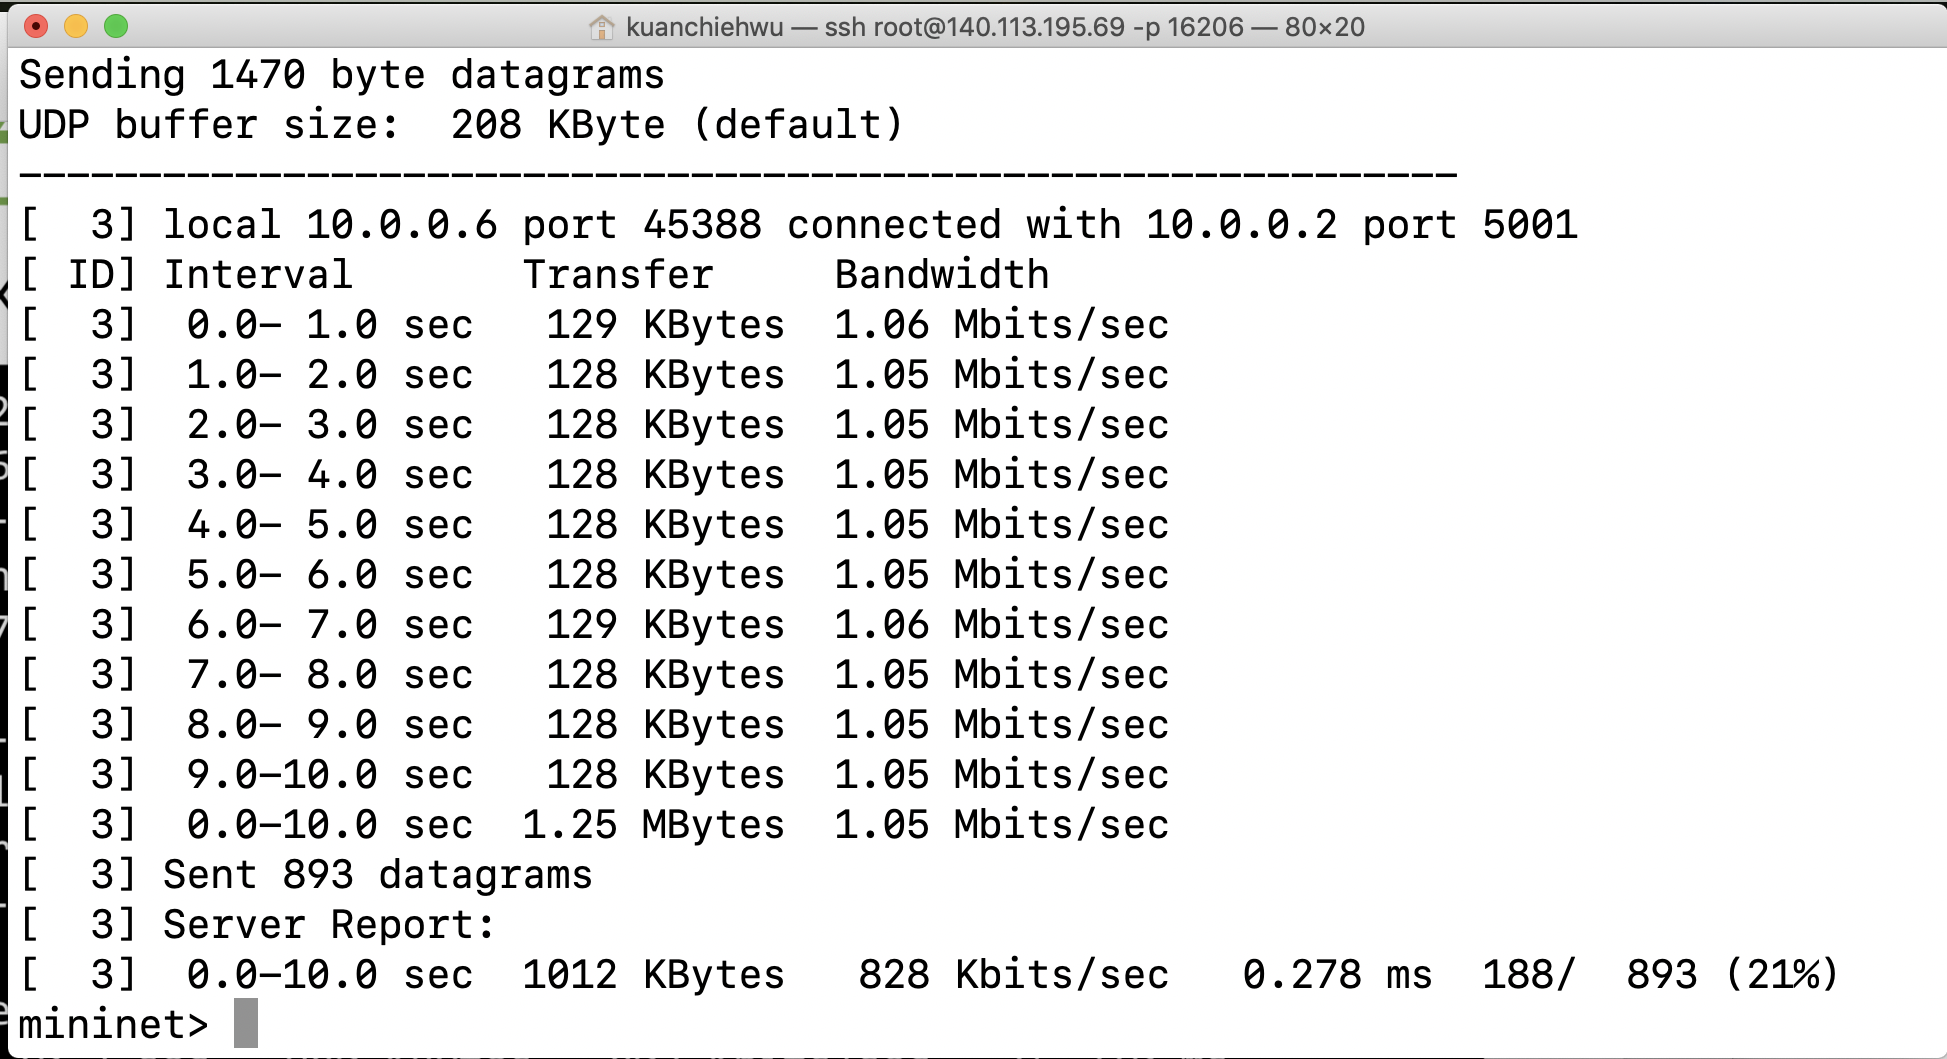 kuanchiehwu — ssh root@140.113.195.69 -p 16206 — 80×20
Sending 1470 byte datagrams
UDP buffer size:  208 KByte (default)
------------------------------------------------------------
[  3] local 10.0.0.6 port 45388 connected with 10.0.0.2 port 5001
[ ID] Interval       Transfer     Bandwidth
[  3]  0.0- 1.0 sec   129 KBytes  1.06 Mbits/sec
[  3]  1.0- 2.0 sec   128 KBytes  1.05 Mbits/sec
[  3]  2.0- 3.0 sec   128 KBytes  1.05 Mbits/sec
[  3]  3.0- 4.0 sec   128 KBytes  1.05 Mbits/sec
[  3]  4.0- 5.0 sec   128 KBytes  1.05 Mbits/sec
[  3]  5.0- 6.0 sec   128 KBytes  1.05 Mbits/sec
[  3]  6.0- 7.0 sec   129 KBytes  1.06 Mbits/sec
[  3]  7.0- 8.0 sec   128 KBytes  1.05 Mbits/sec
[  3]  8.0- 9.0 sec   128 KBytes  1.05 Mbits/sec
[  3]  9.0-10.0 sec   128 KBytes  1.05 Mbits/sec
[  3]  0.0-10.0 sec  1.25 MBytes  1.05 Mbits/sec
[  3] Sent 893 datagrams
[  3] Server Report:
[  3]  0.0-10.0 sec  1012 KBytes   828 Kbits/sec   0.278 ms  188/  893 (21%)
mininet>